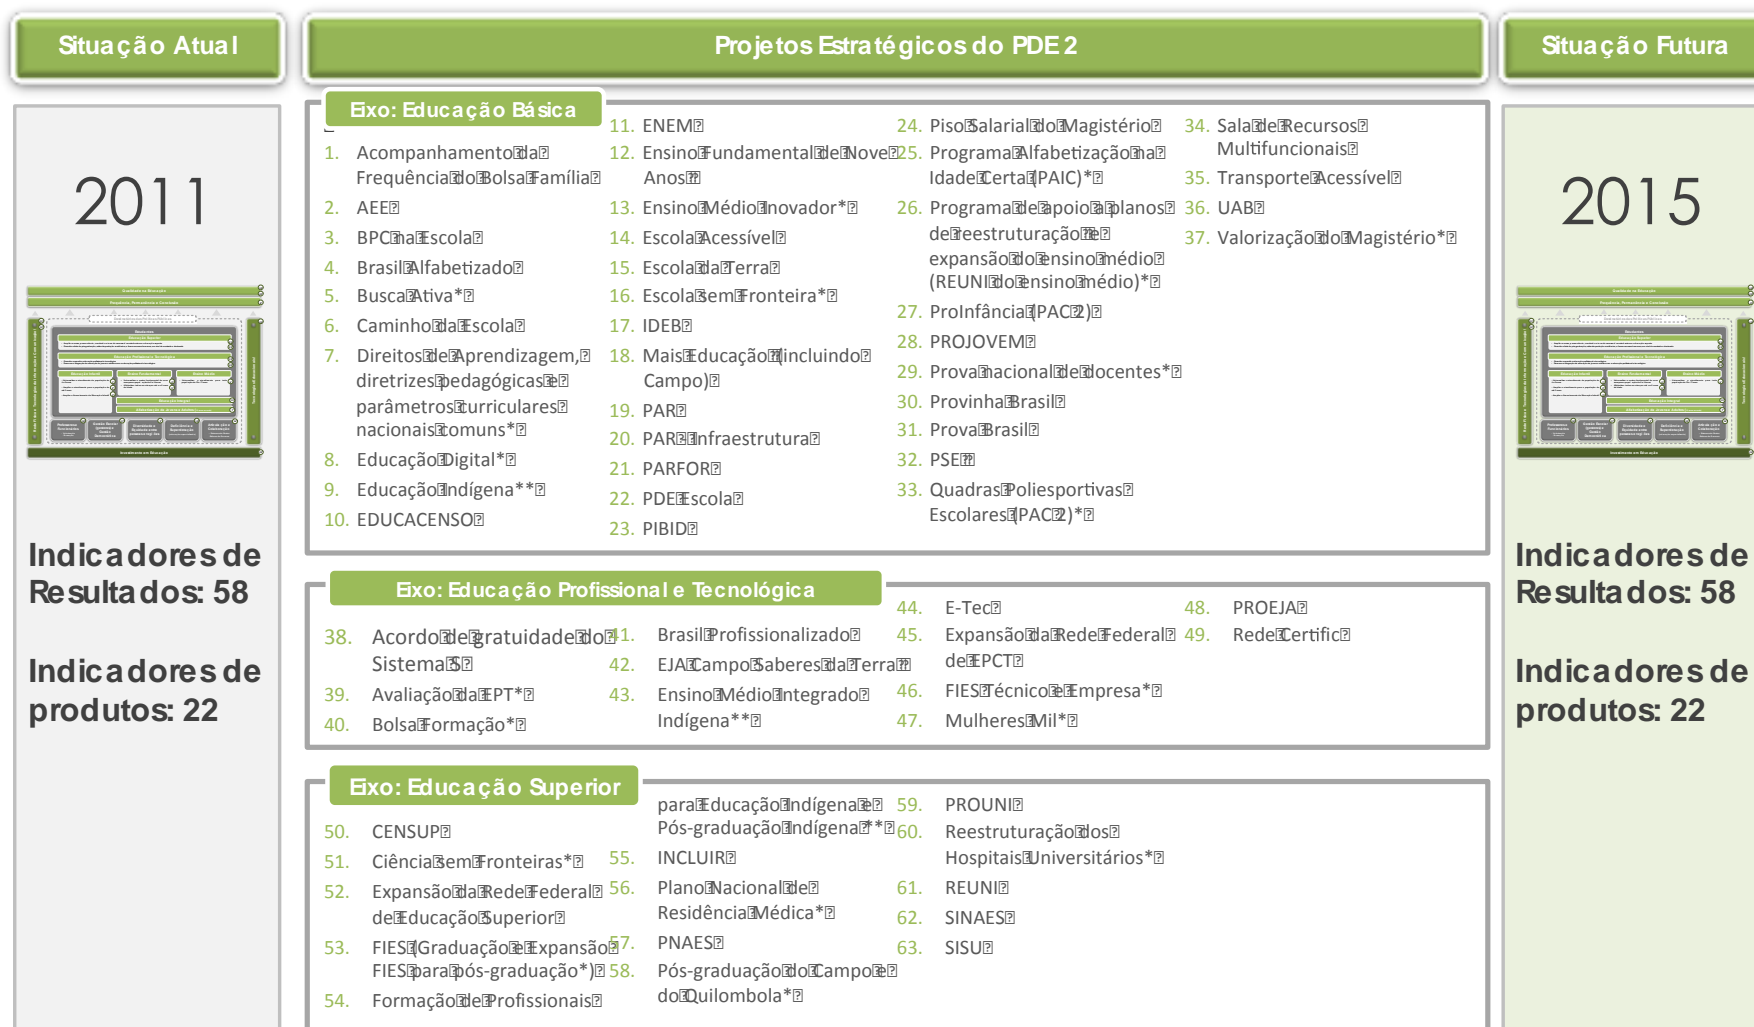 Situação Atual
Projetos Estratégicos do PDE 2
Situação Futura
2011
Indicadores de
Resultados: 58
Indicadores de
produtos: 22
Eixo: Educação Básica
1. Acompanhamento da
Frequência do Bolsa Família
2. AEE
3. BPC na Escola
4. Brasil Alfabetizado
5. Busca Ativa*
6. Caminho da Escola
7. Direitos de Aprendizagem,
diretrizes pedagógicas e
parâmetros curriculares
nacionais comuns*
8. Educação Digital*
9. Educação Indígena**
10. EDUCACENSO
11. ENEM
12. Ensino Fundamental de Nove
Anos
13. Ensino Médio Inovador*
14. Escola Acessível
15. Escola da Terra
16. Escola sem Fronteira*
17. IDEB
18. Mais Educação (incluindo
Campo)
19. PAR
20. PAR - Infraestrutura
21. PARFOR
22. PDE Escola
23. PIBID
24. Piso Salarial do Magistério
25. Programa Alfabetização na
Idade Certa (PAIC)*
26. Programa de apoio a planos
de reestruturação e
expansão do ensino médio
(REUNI do ensino médio)*
27. ProInfância (PAC 2)
28. PROJOVEM
29. Prova nacional de docentes*
30. Provinha Brasil
31. Prova Brasil
32. PSE
33. Quadras Poliesportivas
Escolares (PAC 2)*
34. Sala de Recursos
Multifuncionais
35. Transporte Acessível
36. UAB
37. Valorização do Magistério*
Eixo: Educação Profissional e Tecnológica
38. Acordo de gratuidade do
Sistema S
39. Avaliação da EPT*
40. Bolsa Formação*
41. Brasil Profissionalizado
42. EJA Campo Saberes da Terra
43. Ensino Médio Integrado
Indígena**
44. E-Tec
45. Expansão da Rede Federal
de EPCT
46. FIES Técnico e Empresa*
47. Mulheres Mil*
48. PROEJA
49. Rede Certific
Eixo: Educação Superior
50. CENSUP
51. Ciência sem Fronteiras*
52. Expansão da Rede Federal
de Educação Superior
53. FIES (Graduação e Expansão
FIES para pós-graduação*)
54. Formação de Profissionais
para Educação Indígena e
Pós-graduação Indígena**
55. INCLUIR
56. Plano Nacional de
Residência Médica*
57. PNAES
58. Pós-graduação do Campo e
do Quilombola*
59. PROUNI
60. Reestruturação dos
Hospitais Universitários*
61. REUNI
62. SINAES
63. SISU
2015
Indicadores de
Resultados: 58
Indicadores de
produtos: 22